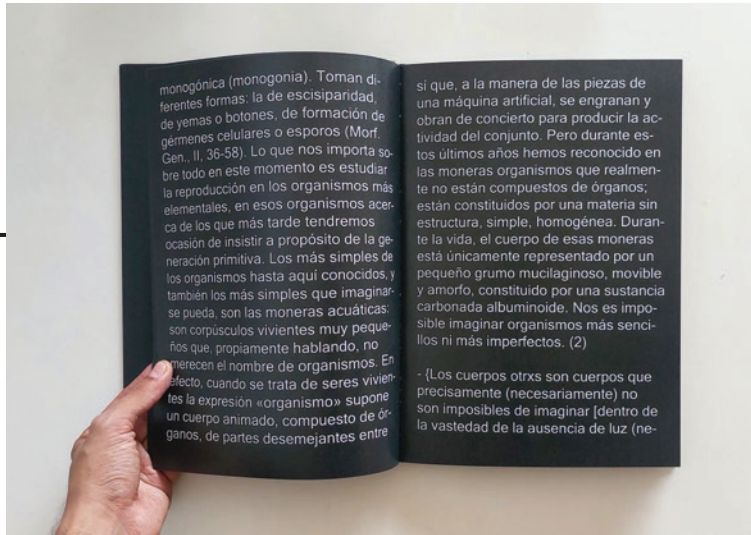 monogónica (monogonia). Toman di-
ferentes formas: la de escisiparidad,
de yemas o botones, de formación de
gérmenes celulares o esporos (Morf.
Gen., II, 36-58). Lo que nos importa so-
bre todo en este momento es estudiar
la reproducción en los organismos más
elementales, en esos organismos acer-
ca de los que más tarde tendremos
ocasión de insistir a propósito de la ge-
neración primitiva. Los más simples de
los organismos hasta aquí conocidos, y
también los más simples que imaginar-
se pueda, son las moneras acuáticas:
son corpúsculos vivientes muy peque-
ños que, propiamente hablando, no
merecen el nombre de organismos. En
efecto, cuando se trata de seres vivien-
tes la expresión «organismo» supone
un cuerpo animado, compuesto de ór-
ganos, de partes desemejantes entre
sí que, a la manera de las piezas de
una máquina artificial, se engranan y
obran de concierto para producir la ac-
tividad del conjunto. Pero durante es-
tos últimos años hemos reconocido en
las moneras organismos que realmen-
te no están compuestos de órganos;
están constituidos por una materia sin
estructura, simple, homogénea. Duran-
te la vida, el cuerpo de esas moneras
está únicamente representado por un
pequeño grumo mucilaginoso, movible
y amorfo, constituido por una sustancia
carbonada albuminoide. Nos es impo-
sible imaginar organismos más senci-
llos ni más imperfectos. (2)
- {Los cuerpos otrxs son cuerpos que
precisamente (necesariamente) no
son imposibles de imaginar [dentro de
la vastedad de la ausencia de luz (ne-